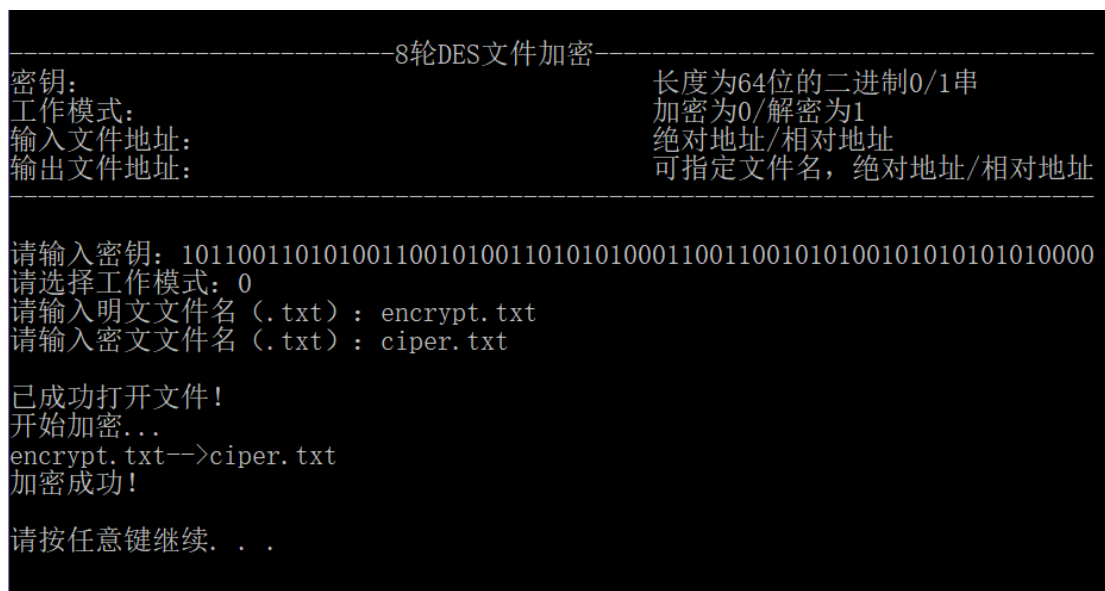 ---------------------------8轮DES文件加密-----------------------------------
密钥: 长度为64位的二进制0/1串
工作模式: 加密为0/解密为1
输入文件地址: 绝对地址/相对地址
输出文件地址: 可指定文件名，绝对地址/相对地址
----------------------------------------------------------------------------
请输入密钥：1011001101010011001010011010101000110011001010100101010101010000
请选择工作模式：0
请输入明文文件名（.txt）：encrypt.txt
请输入密文文件名（.txt）：ciper.txt
已成功打开文件!
开始加密...
encrypt.txt-->ciper.txt
加密成功!
请按任意键继续. . .